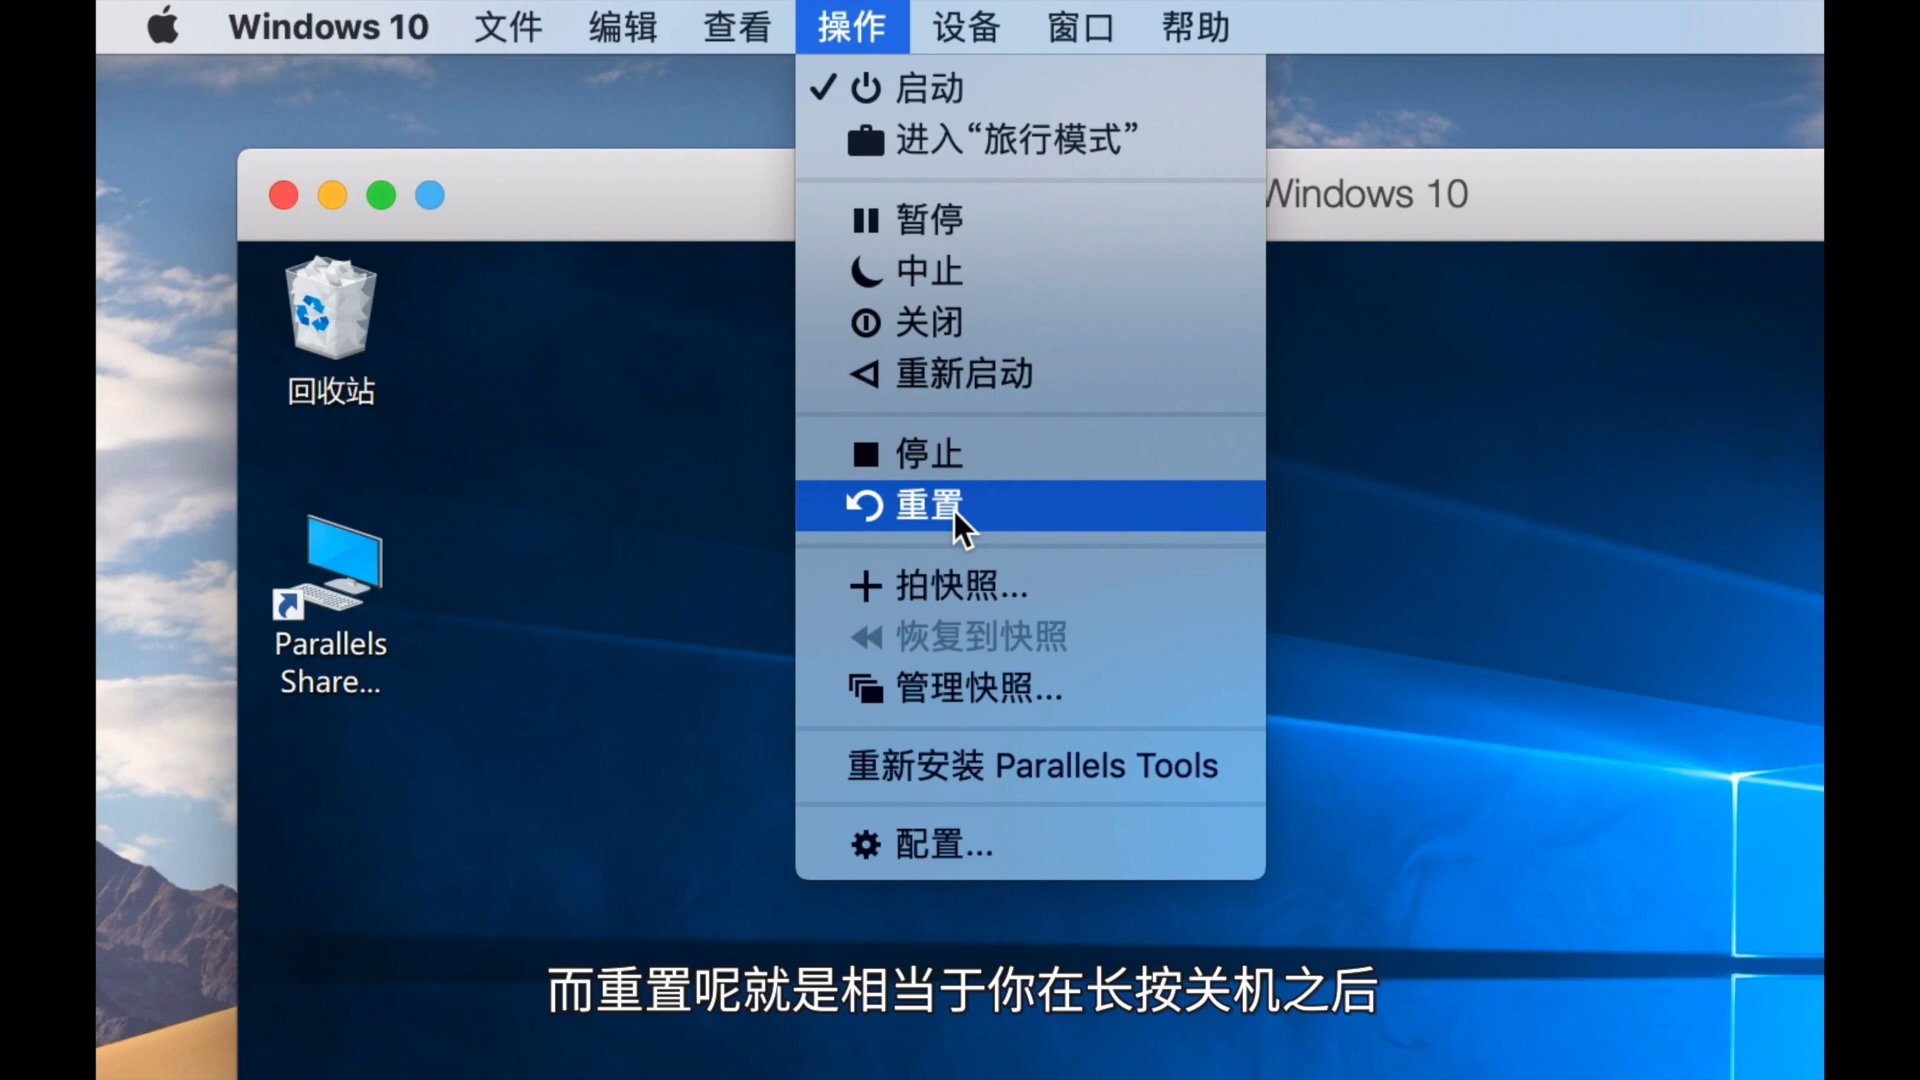 Windows 10 文件 编辑 查看 操作 设备 窗口 帮助
启动
进入“旅行模式”
Windows 10
暂停
中止
关闭
重新启动
回收站
停止
重置
拍快照...
恢复到快照
管理快照...
Parallels
Share...
重新安装 Parallels Tools
配置...
而重置呢就是相当于你在长按关机之后